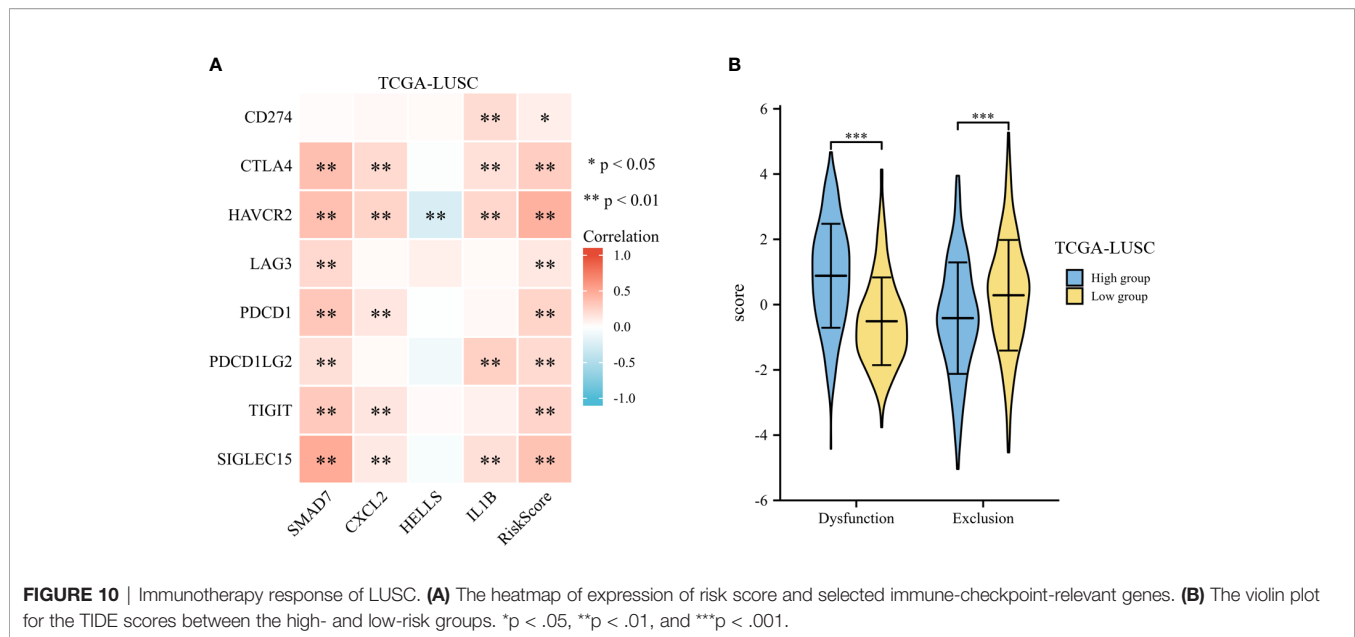 A
TCGA-LUSC
CD274 ** *
CTLA4 ** ** ** **
HAVCR2 ** ** ** ** **
LAG3 ** **
PDCD1 ** ** **
PDCD1LG2 ** ** **
TIGIT ** ** **
SIGLEC15 ** ** ** **
SMAD7 CXCL2 HELLS IL1B RiskScore
* p < 0.05
** p < 0.01
Correlation
1.0
0.5
0.0
-0.5
-1.0
B
6
4
2
0
-2
-4
-6
score
*** ***
Dysfunction Exclusion
TCGA-LUSC
High group
Low group
FIGURE 10 | Immunotherapy response of LUSC. (A) The heatmap of expression of risk score and selected immune-checkpoint-relevant genes. (B) The violin plot
for the TIDE scores between the high- and low-risk groups. *p < .05, **p < .01, and ***p < .001.